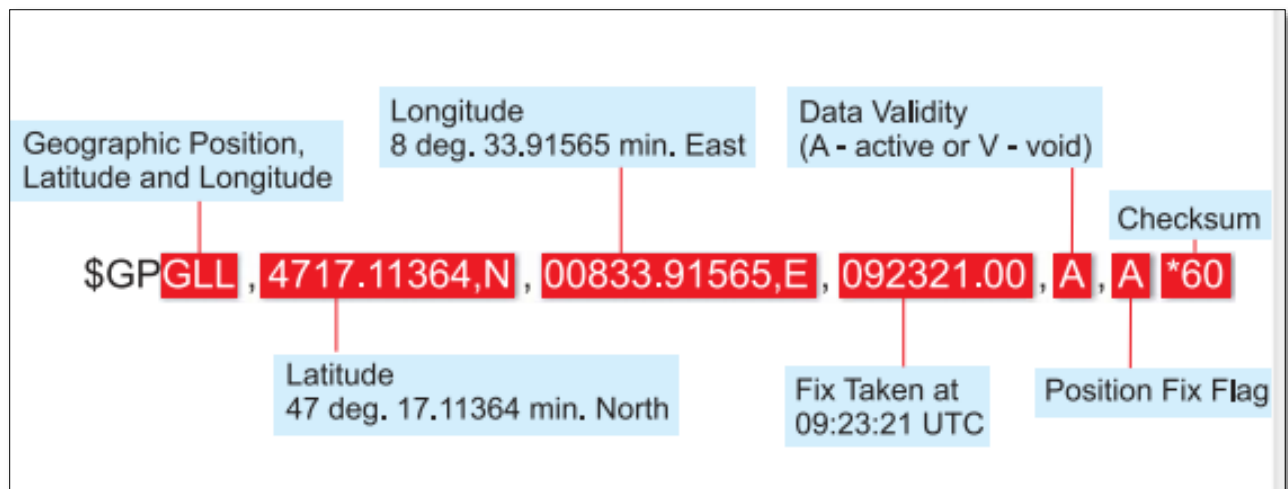 Longitude
8 deg. 33.91565 min. East
Data Validity
(A - active or V - void)
Geographic Position,
Latitude and Longitude
Checksum
$GPGLL , 4717.11364,N , 00833.91565,E , 092321.00 , A , A *60
Latitude
47 deg. 17.11364 min. North
Fix Taken at
09:23:21 UTC
Position Fix Flag